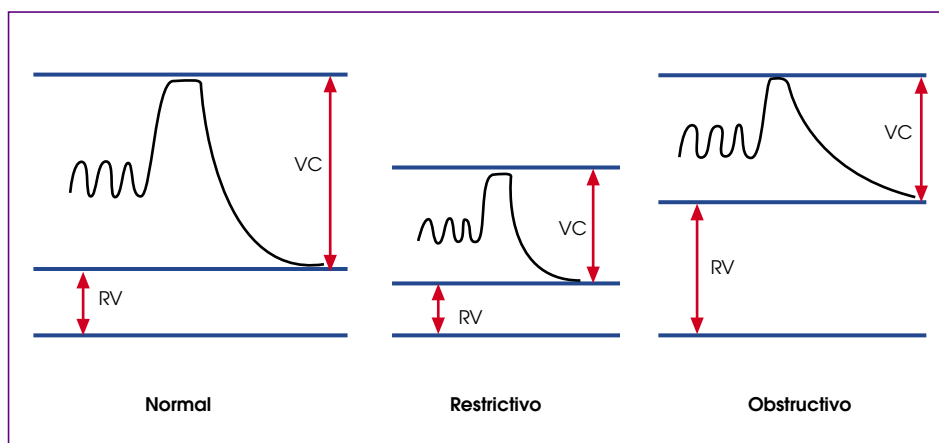 VC
RV
VC
RV
VC
RV
Normal
Restrictivo
Obstructivo